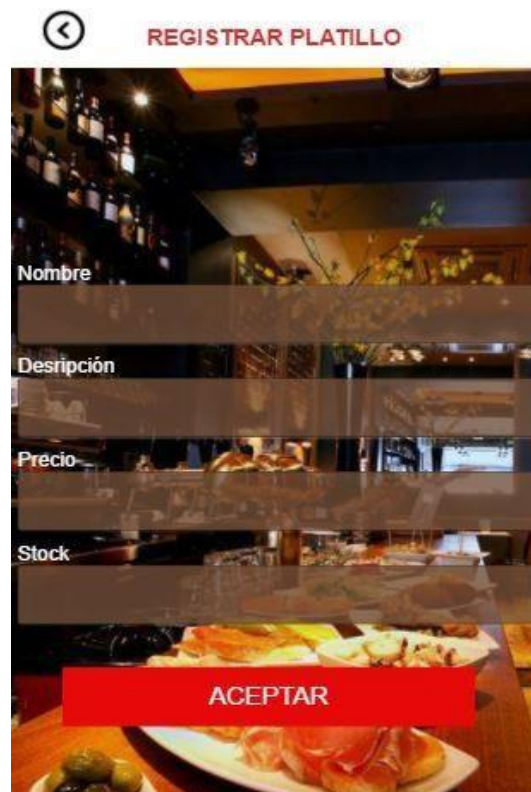 REGISTRAR PLATILLO
Nombre
Desripción
Precio
Stock
ACEPTAR